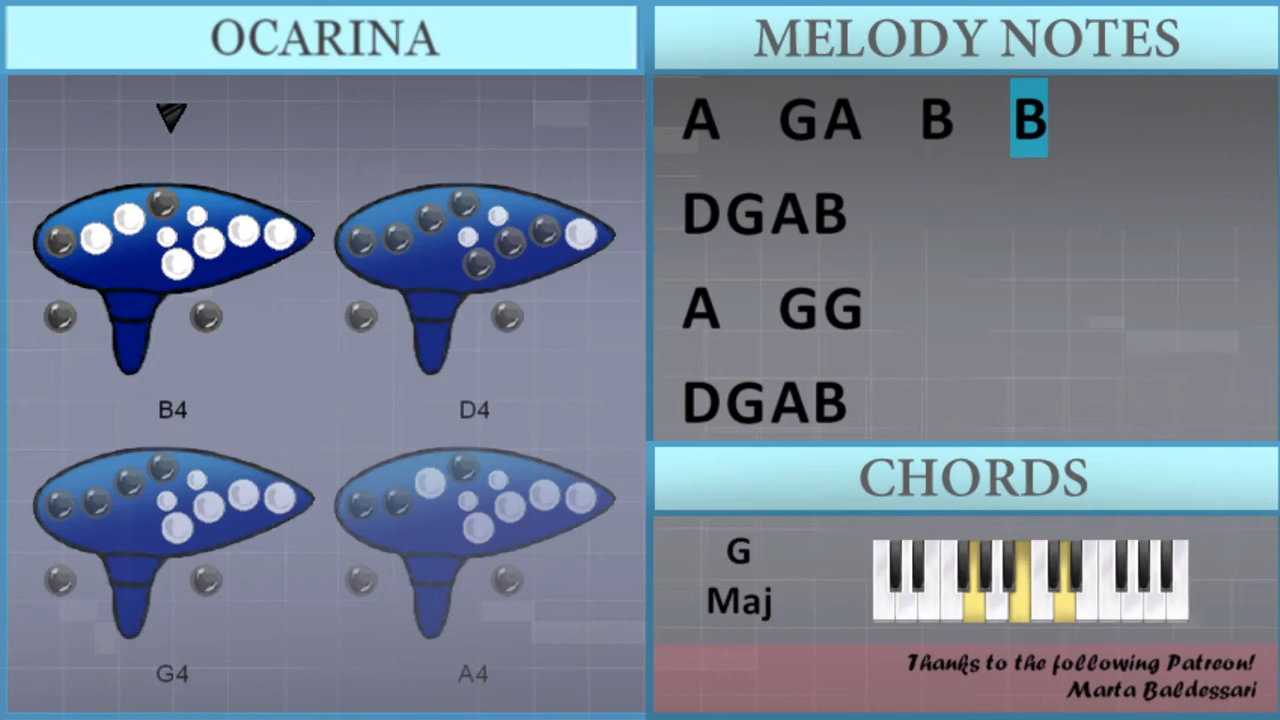 OCARINA
B4
D4
G4
A4
MELODY NOTES
A GA B B
DGAB
A GG
DGAB
CHORDS
G
Maj
Thanks to the following Patreon!
Marta Baldessari